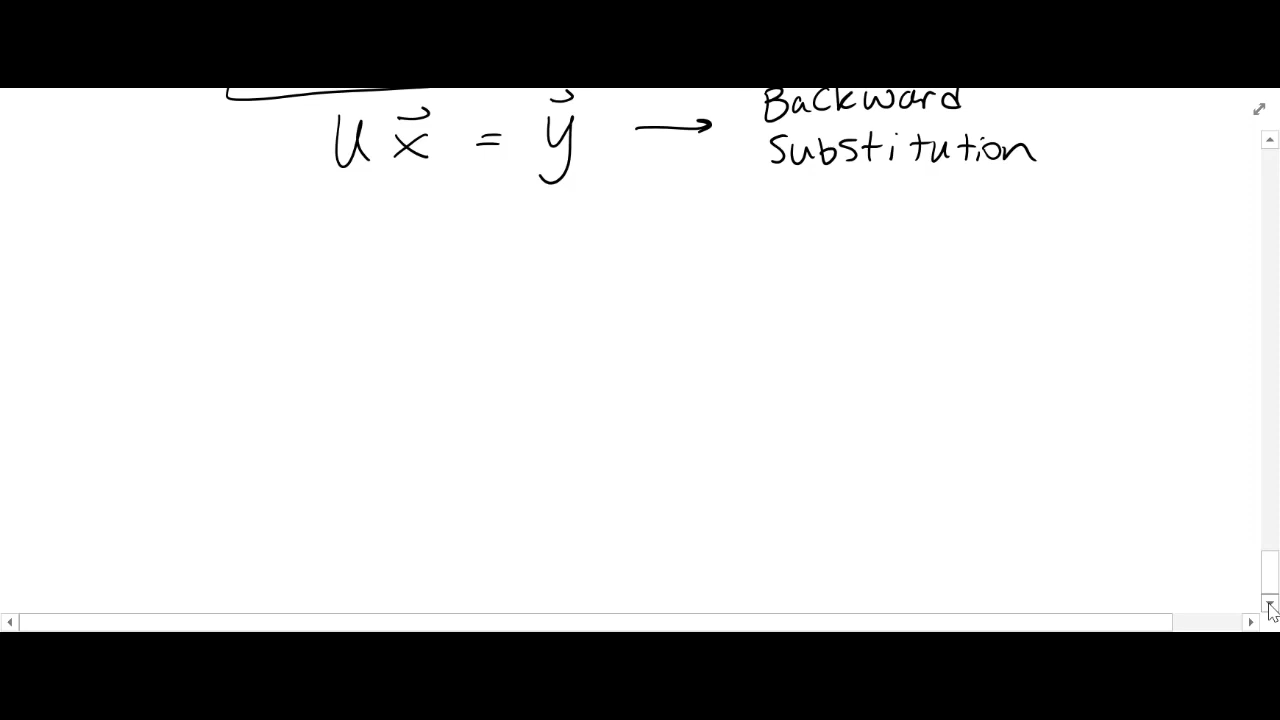 Backward
U x⃗ = y⃗ → Substitution